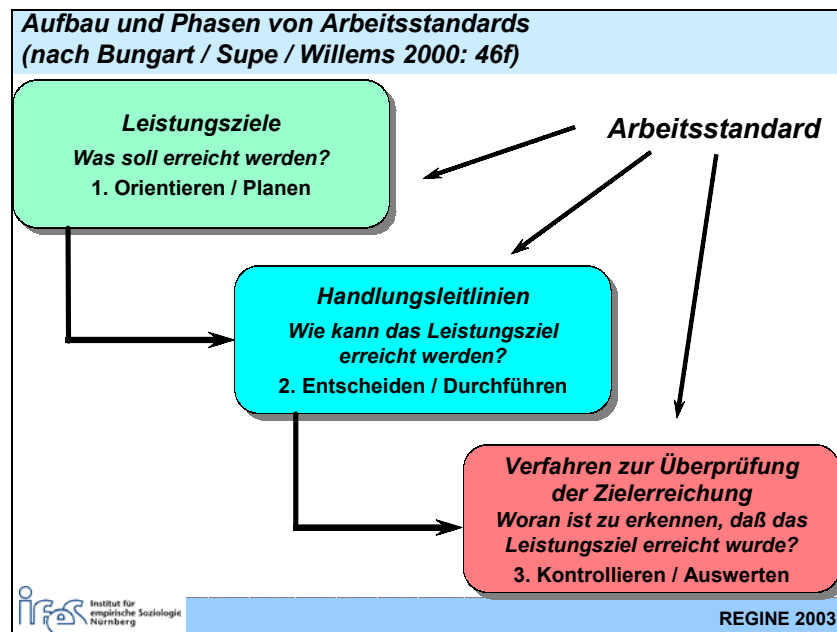 Aufbau und Phasen von Arbeitsstandards
(nach Bungart / Supe / Willems 2000: 46f)
Leistungsziele
Was soll erreicht werden?
1. Orientieren / Planen
Arbeitsstandard
Handlungsleitlinien
Wie kann das Leistungsziel
erreicht werden?
2. Entscheiden / Durchführen
Verfahren zur Überprüfung
der Zielerreichung
Woran ist zu erkennen, daß das
Leistungsziel erreicht wurde?
3. Kontrollieren / Auswerten
ifes
Institut für
empirische Soziologie
Nürnberg
REGINE 2003